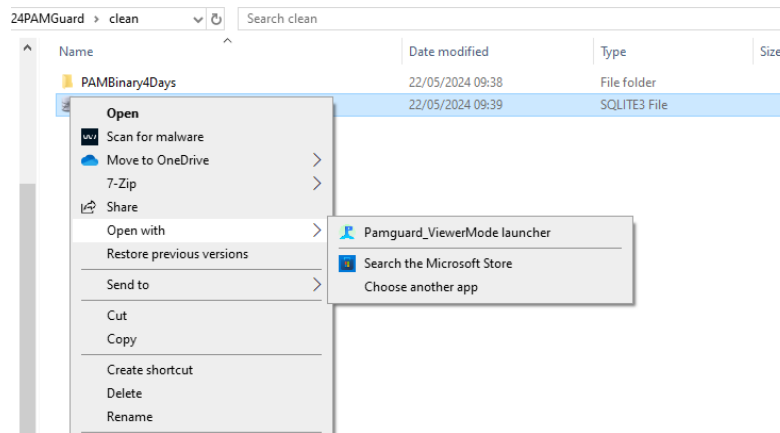 24PAMGuard > clean
Search clean
Name Date modified Type Size
PAMBinary4Days 22/05/2024 09:38 File folder
22/05/2024 09:39 SQLITE3 File
Open
Scan for malware
Move to OneDrive
7-Zip
Share
Open with
Restore previous versions
Send to
Cut
Copy
Create shortcut
Delete
Rename
Pamguard_ViewerMode launcher
Search the Microsoft Store
Choose another app